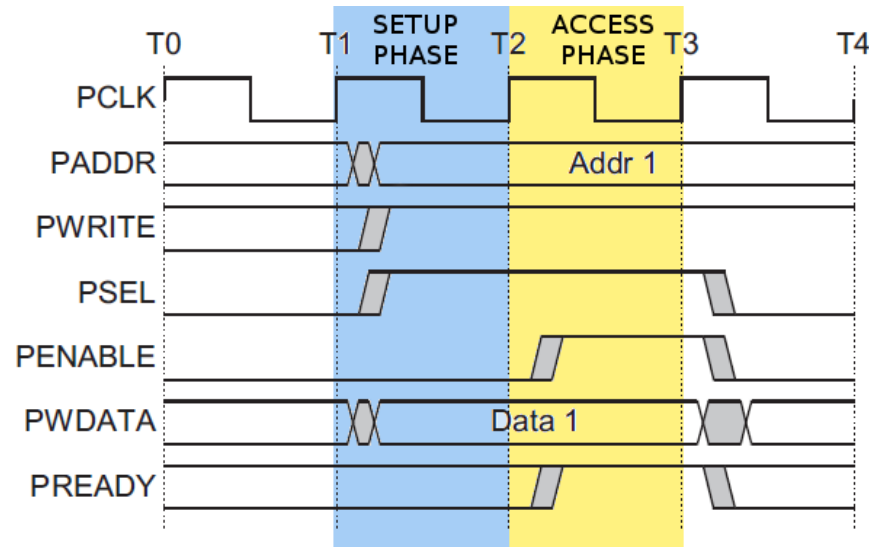 SETUP
PHASE
ACCESS
PHASE
T0
T1
T2
T3
T4
PCLK
PADDR
Addr 1
PWRITE
PSEL
PENABLE
PWDATA
Data 1
PREADY